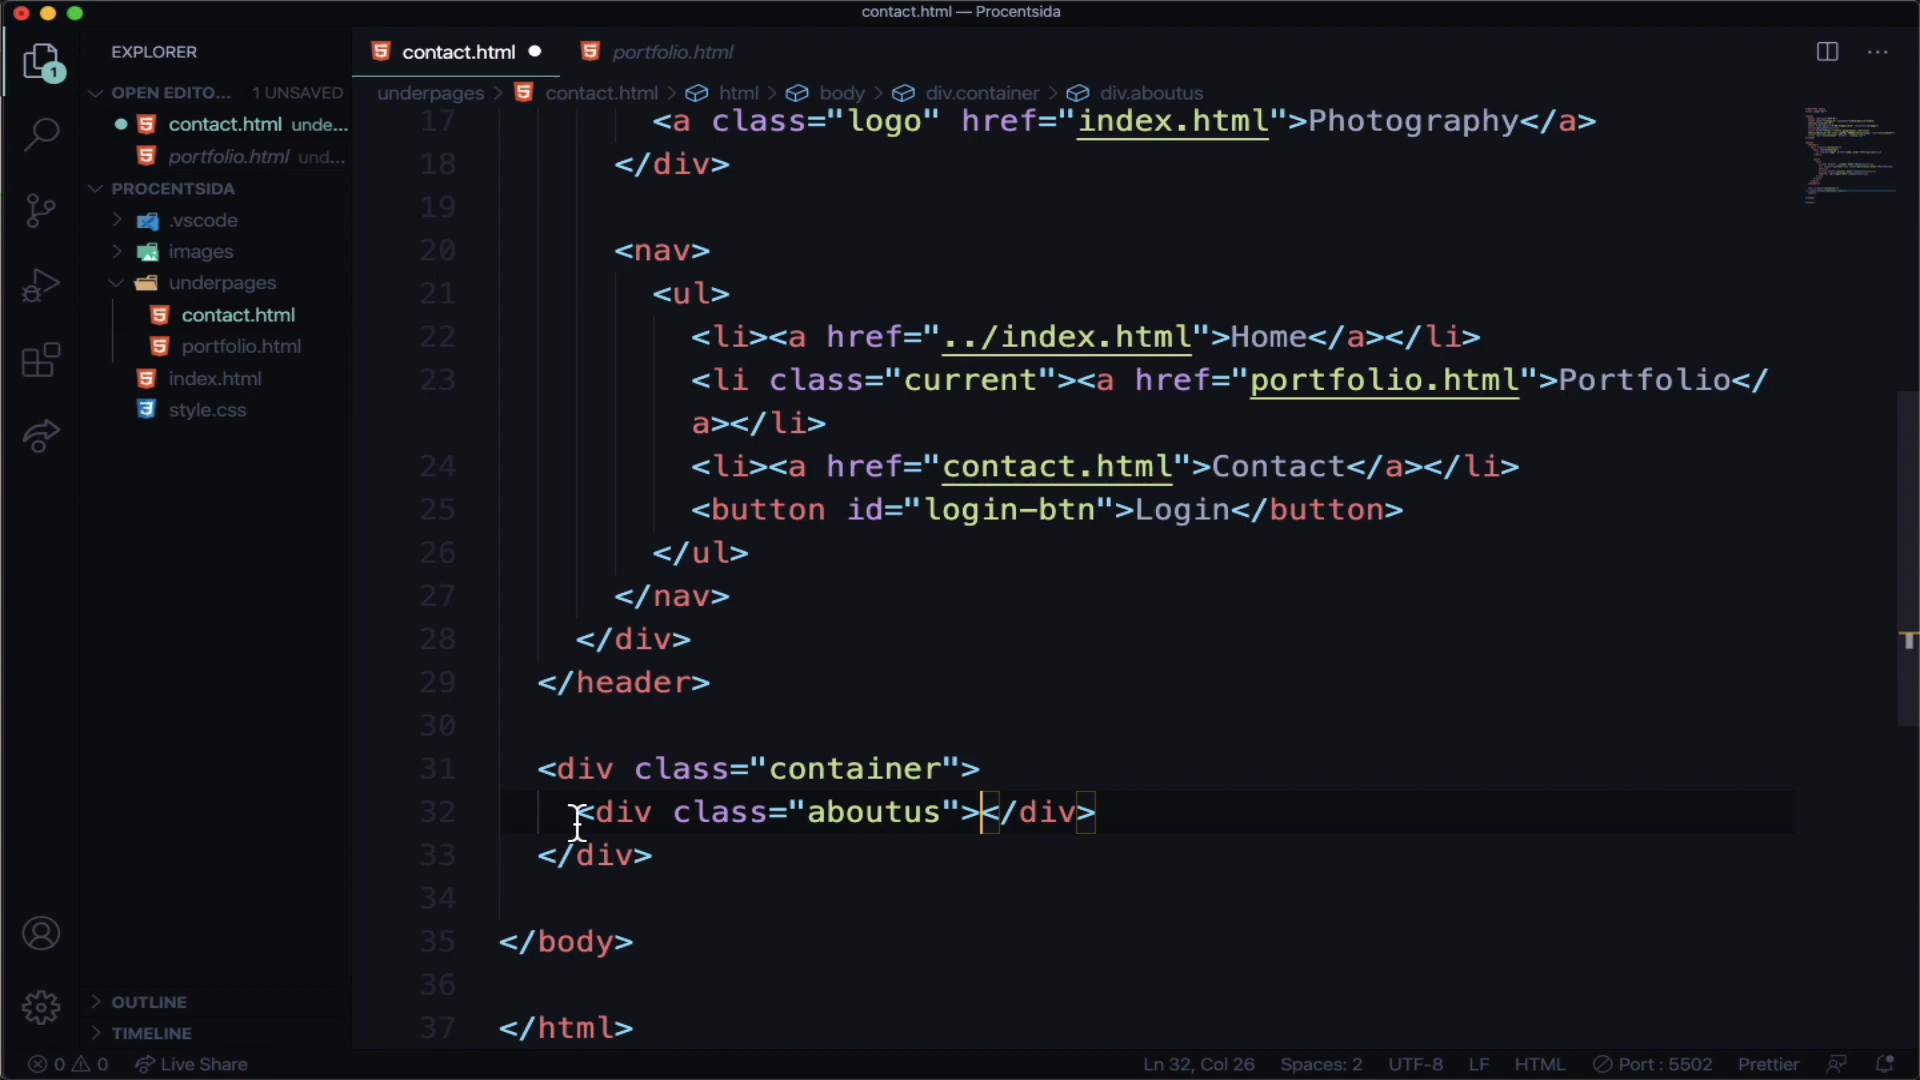 contact.html — Procentsida
EXPLORER
contact.html
portfolio.html
1
OPEN EDITO... 1 UNSAVED
contact.html unde...
portfolio.html und...
PROCENTSIDA
.vscode
images
underpages
contact.html
portfolio.html
index.html
style.css
OUTLINE
TIMELINE
underpages > contact.html > html > body > div.container > div.aboutus
17 <a class="logo" href="index.html">Photography</a>
18 </div>
19
20 <nav>
21 <ul>
22 <li><a href="../index.html">Home</a></li>
23 <li class="current"><a href="portfolio.html">Portfolio</
a></li>
24 <li><a href="contact.html">Contact</a></li>
25 <button id="login-btn">Login</button>
26 </ul>
27 </nav>
28 </div>
29 </header>
30
31 <div class="container">
32 <div class="aboutus"></div>
33 </div>
34
35 </body>
36
37 </html>
0 0 Live Share
Ln 32, Col 26 Spaces: 2 UTF-8 LF HTML Port : 5502 Prettier